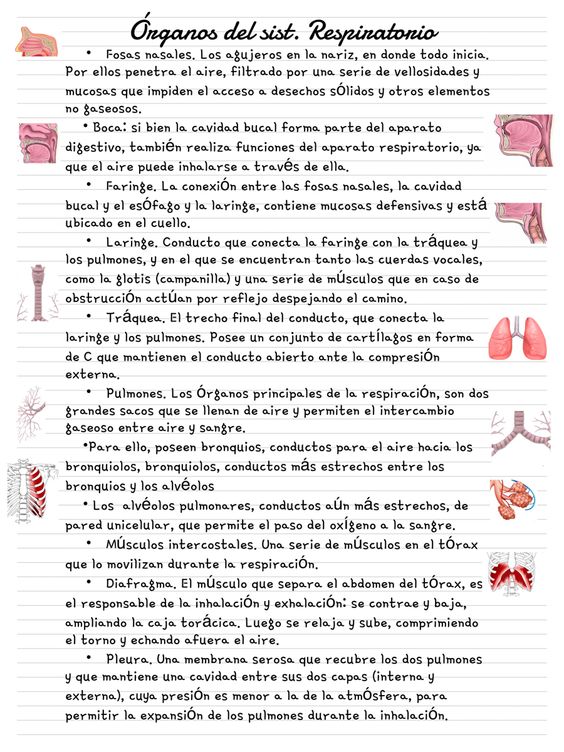 Órganos del sist. Respiratorio
• Fosas nasales. Los agujeros en la nariz, en donde todo inicia.
Por ellos penetra el aire, filtrado por una serie de vellosidades y
mucosas que impiden el acceso a desechos sólidos y otros elementos
no gaseosos.
• Boca: si bien la cavidad bucal forma parte del aparato
digestivo, también realiza funciones del aparato respiratorio, ya
que el aire puede inhalarse a través de ella.
• Faringe. La conexión entre las fosas nasales, la cavidad
bucal y el esófago y la laringe, contiene mucosas defensivas y está
ubicado en el cuello.
• Laringe. Conducto que conecta la faringe con la tráquea y
los pulmones, y en el que se encuentran tanto las cuerdas vocales,
como la glotis (campanilla) y una serie de músculos que en caso de
obstrucción actúan por reflejo despejando el camino.
• Tráquea. El trecho final del conducto, que conecta la
laringe y los pulmones. Posee un conjunto de cartílagos en forma
de C que mantienen el conducto abierto ante la compresión
externa.
• Pulmones. Los Órganos principales de la respiración, son dos
grandes sacos que se llenan de aire y permiten el intercambio
gaseoso entre aire y sangre.
•Para ello, poseen bronquios, conductos para el aire hacia los
bronquiolos, bronquiolos, conductos más estrechos entre los
bronquios y los alvéolos
• Los alvéolos pulmonares, conductos aún más estrechos, de
pared unicelular, que permite el paso del oxígeno a la sangre.
• Músculos intercostales. Una serie de músculos en el tórax
que lo movilizan durante la respiración.
• Diafragma. El músculo que separa el abdomen del tórax, es
el responsable de la inhalación y exhalación: se contrae y baja,
ampliando la caja torácica. Luego se relaja y sube, comprimiendo
el torno y echando afuera el aire.
• Pleura. Una membrana serosa que recubre los dos pulmones
y que mantiene una cavidad entre sus dos capas (interna y
externa), cuya presión es menor a la de la atmósfera, para
permitir la expansión de los pulmones durante la inhalación.